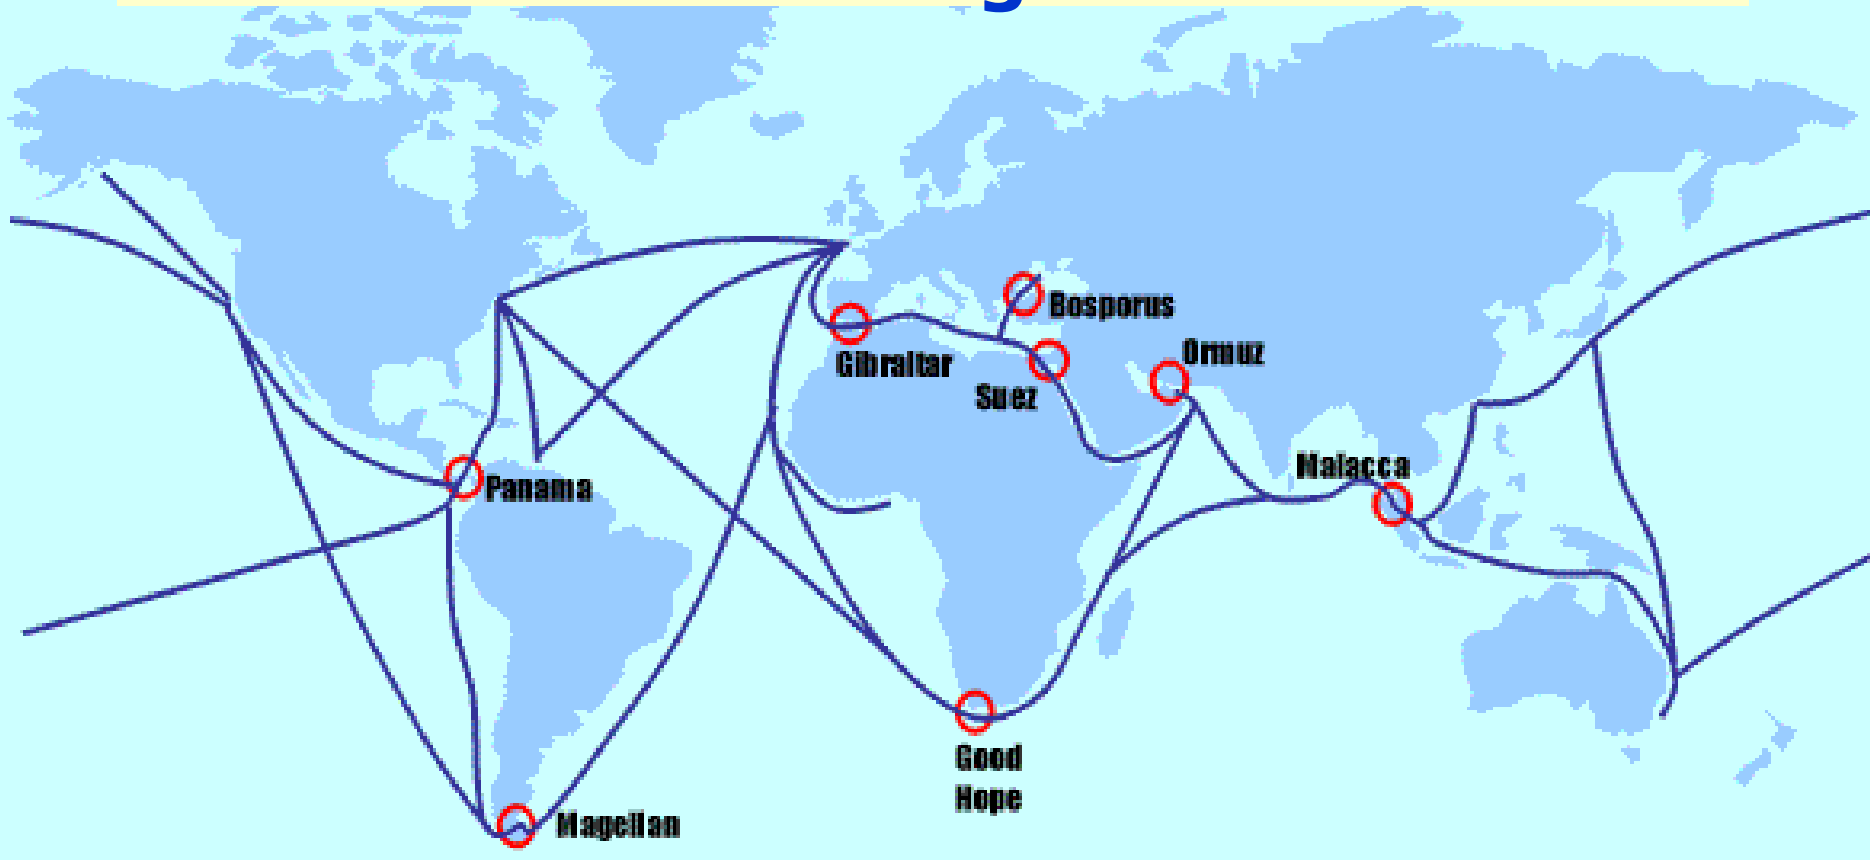 Bosporus
Ormuz
Gibraltar
Suez
Malacca
Panama
Good
Hope
Magellan